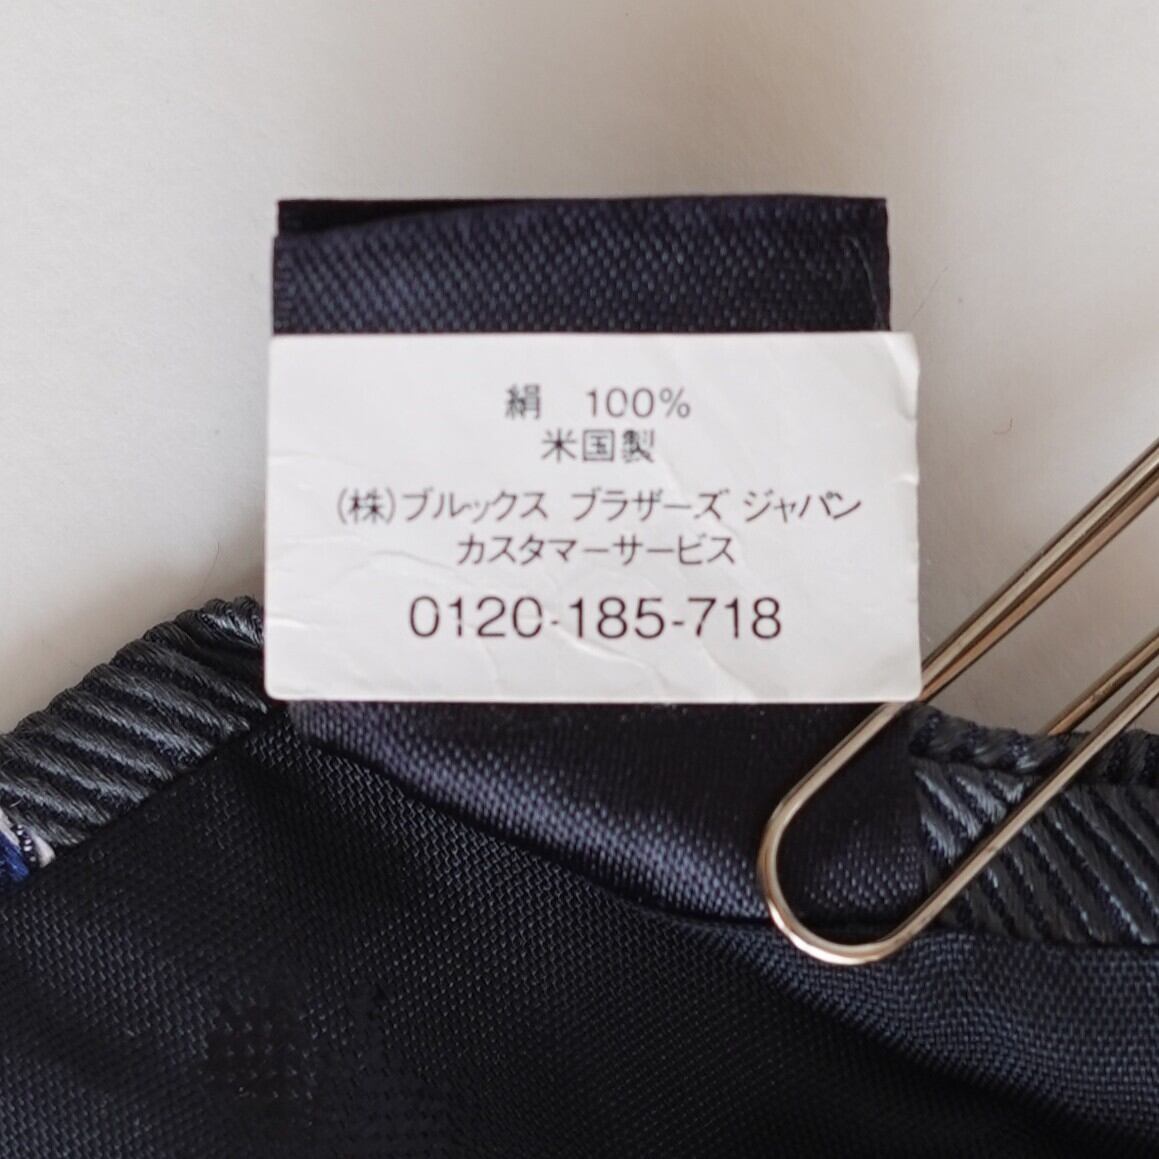 絹 100%
米国製
(株)ブルックス ブラザーズ ジャパン
カスタマーサービス
0120-185-718